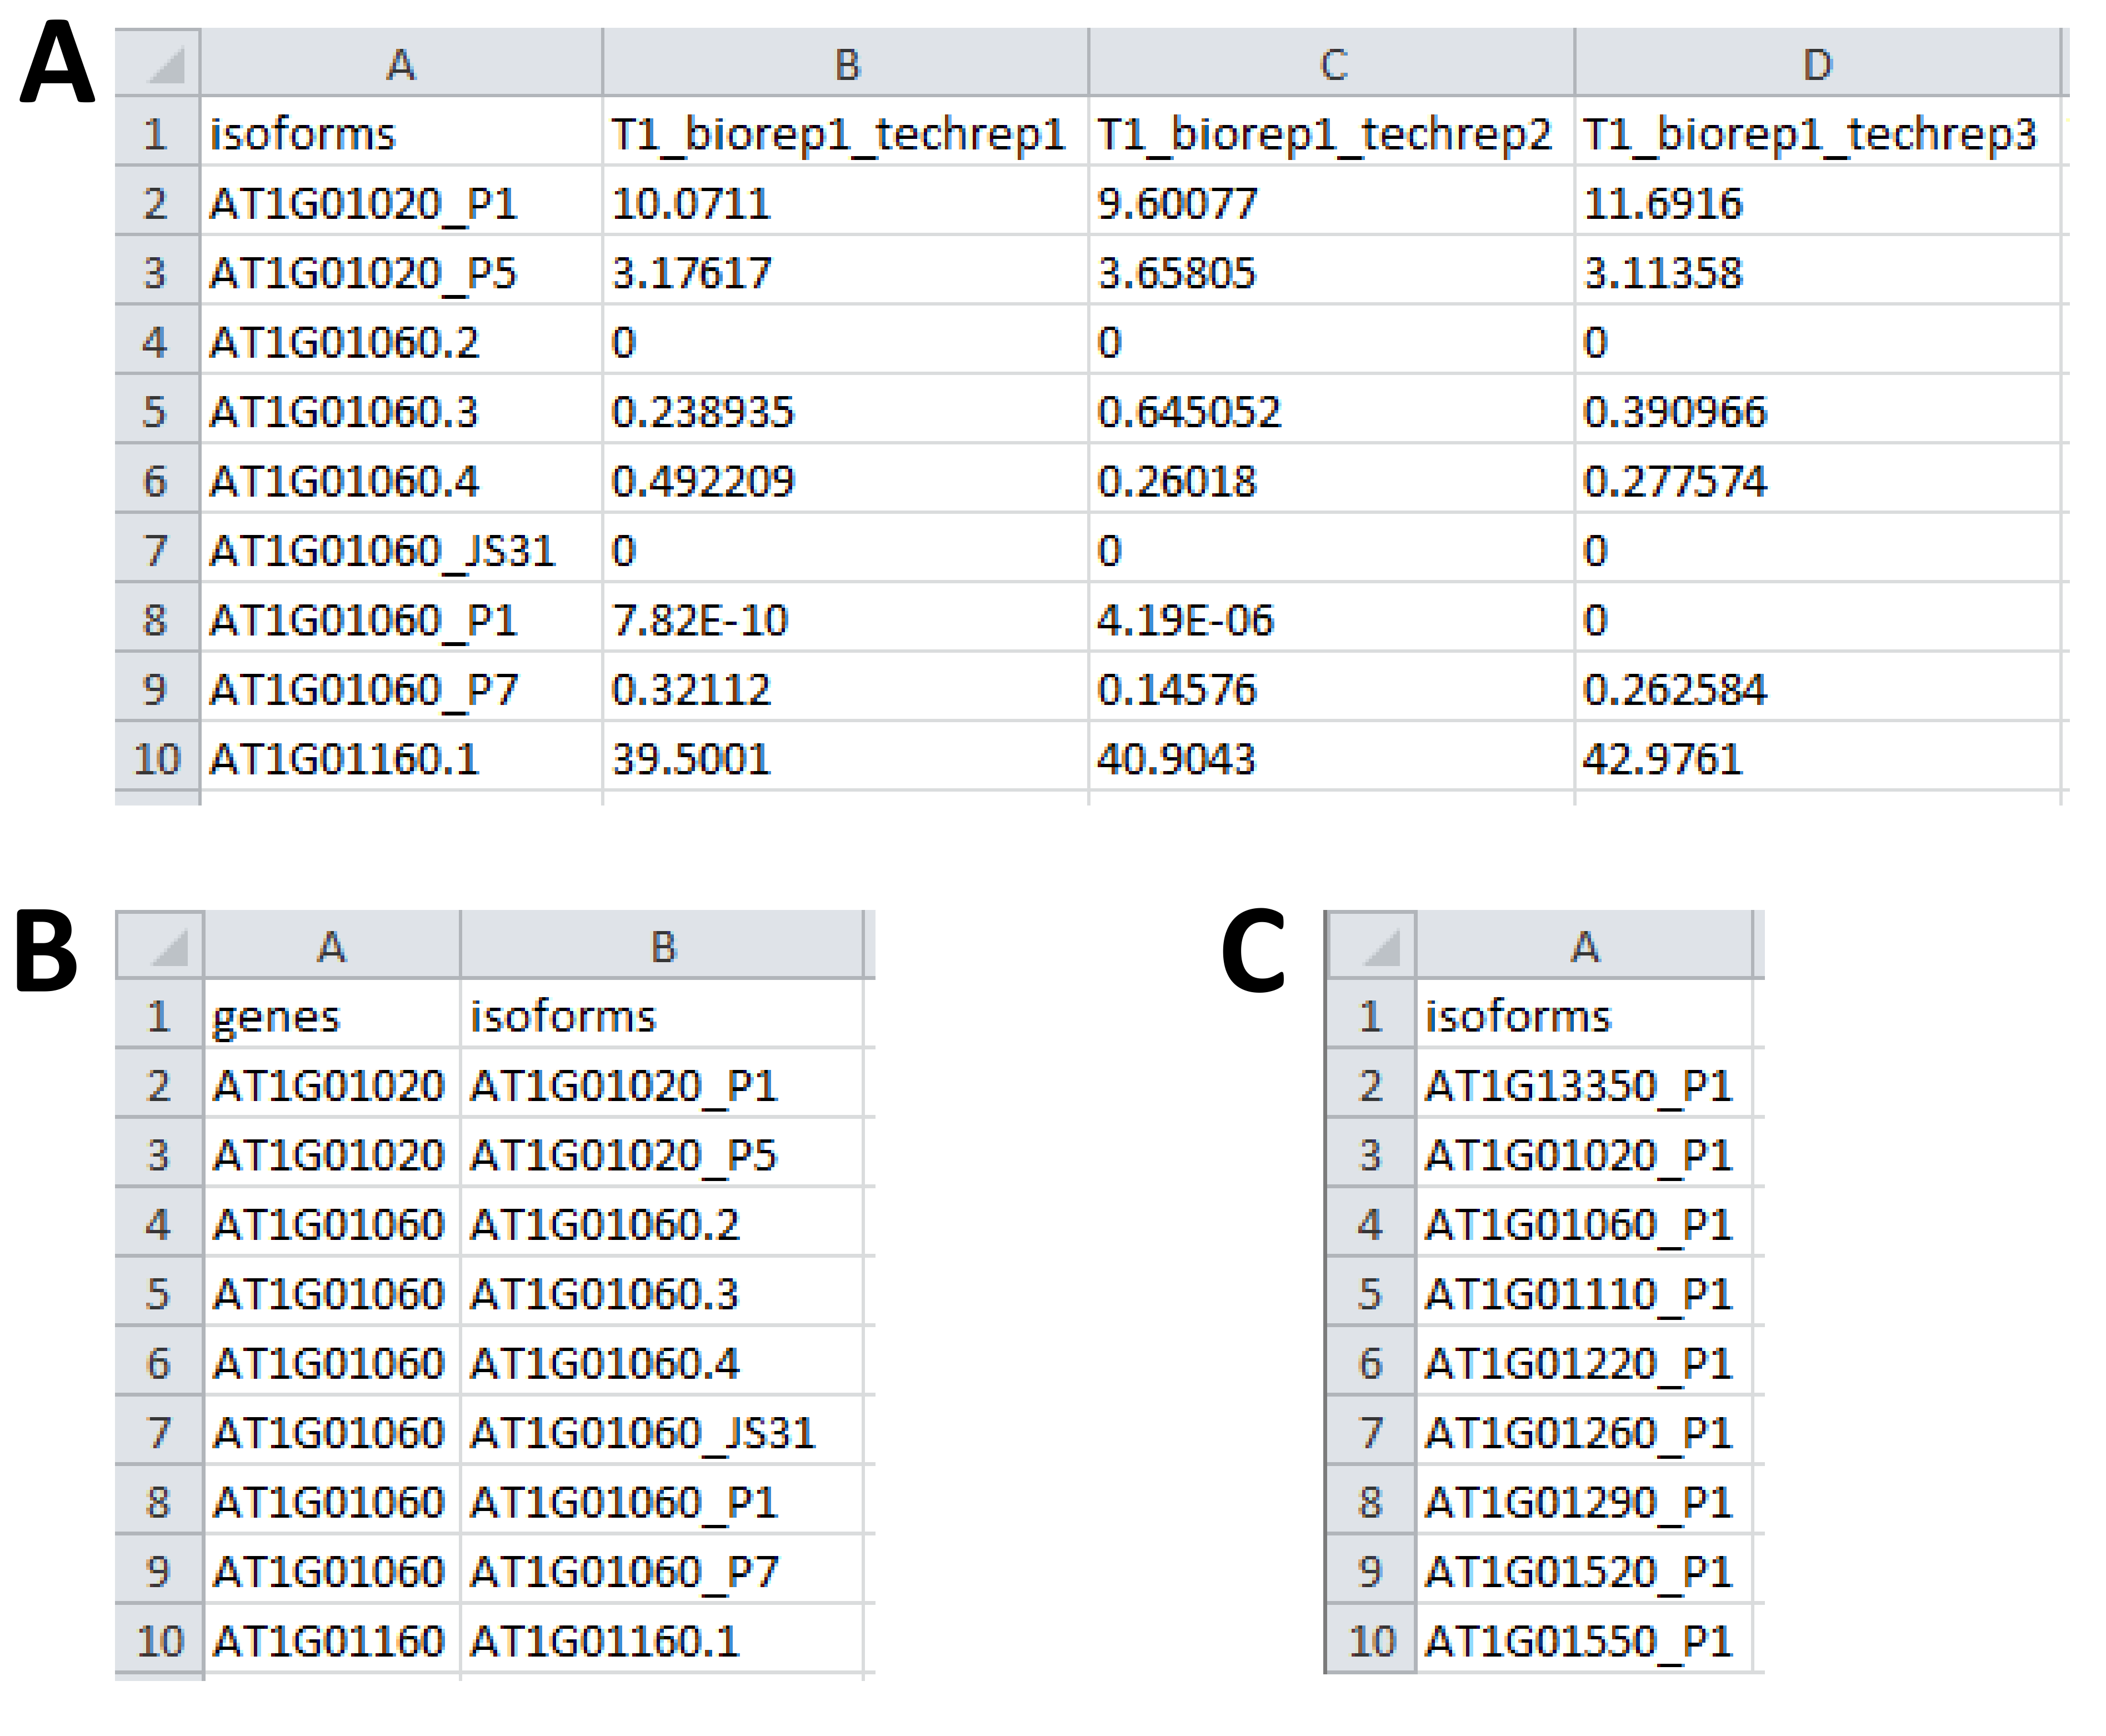 A
A B C D
1 isoforms T1_biorep1_techrep1 T1_biorep1_techrep2 T1_biorep1_techrep3
2 AT1G01020_P1 10.0711 9.60077 11.6916
3 AT1G01020_P5 3.17617 3.65805 3.11358
4 AT1G01060.2 0 0 0
5 AT1G01060.3 0.238935 0.645052 0.390966
6 AT1G01060.4 0.492209 0.26018 0.277574
7 AT1G01060_JS31 0 0 0
8 AT1G01060_P1 7.82E-10 4.19E-06 0
9 AT1G01060_P7 0.32112 0.14576 0.262584
10 AT1G01160.1 39.5001 40.9043 42.9761
B
A B
1 genes isoforms
2 AT1G01020 AT1G01020_P1
3 AT1G01020 AT1G01020_P5
4 AT1G01060 AT1G01060.2
5 AT1G01060 AT1G01060.3
6 AT1G01060 AT1G01060.4
7 AT1G01060 AT1G01060_JS31
8 AT1G01060 AT1G01060_P1
9 AT1G01060 AT1G01060_P7
10 AT1G01160 AT1G01160.1
C
A
1 isoforms
2 AT1G13350_P1
3 AT1G01020_P1
4 AT1G01060_P1
5 AT1G01110_P1
6 AT1G01220_P1
7 AT1G01260_P1
8 AT1G01290_P1
9 AT1G01520_P1
10 AT1G01550_P1